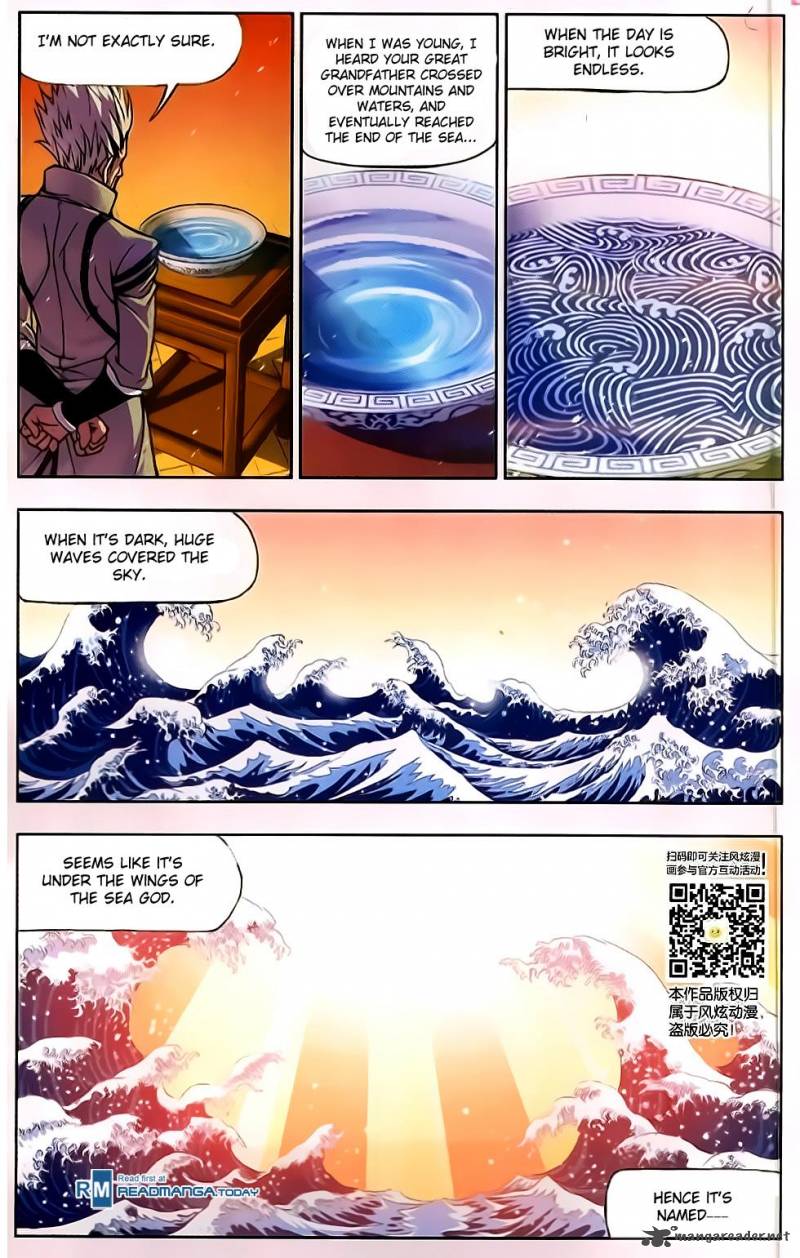 I'M NOT EXACTLY SURE.
WHEN I WAS YOUNG, I
HEARD YOUR GREAT
GRANDFATHER CROSSED
OVER MOUNTAINS AND
WATERS, AND
EVENTUALLY REACHED
THE END OF THE SEA...
WHEN THE DAY IS
BRIGHT, IT LOOKS
ENDLESS.
WHEN IT'S DARK, HUGE
WAVES COVERED THE
SKY.
SEEMS LIKE IT'S
UNDER THE WINGS OF
THE SEA GOD.
扫码即可关注风炫漫
画参与官方互动活动!
本作品版权归
属于风炫动漫,
盗版必究!
RM
Read first at
READMANGA.TODAY
HENCE IT'S
NAMED---
mangareader.net